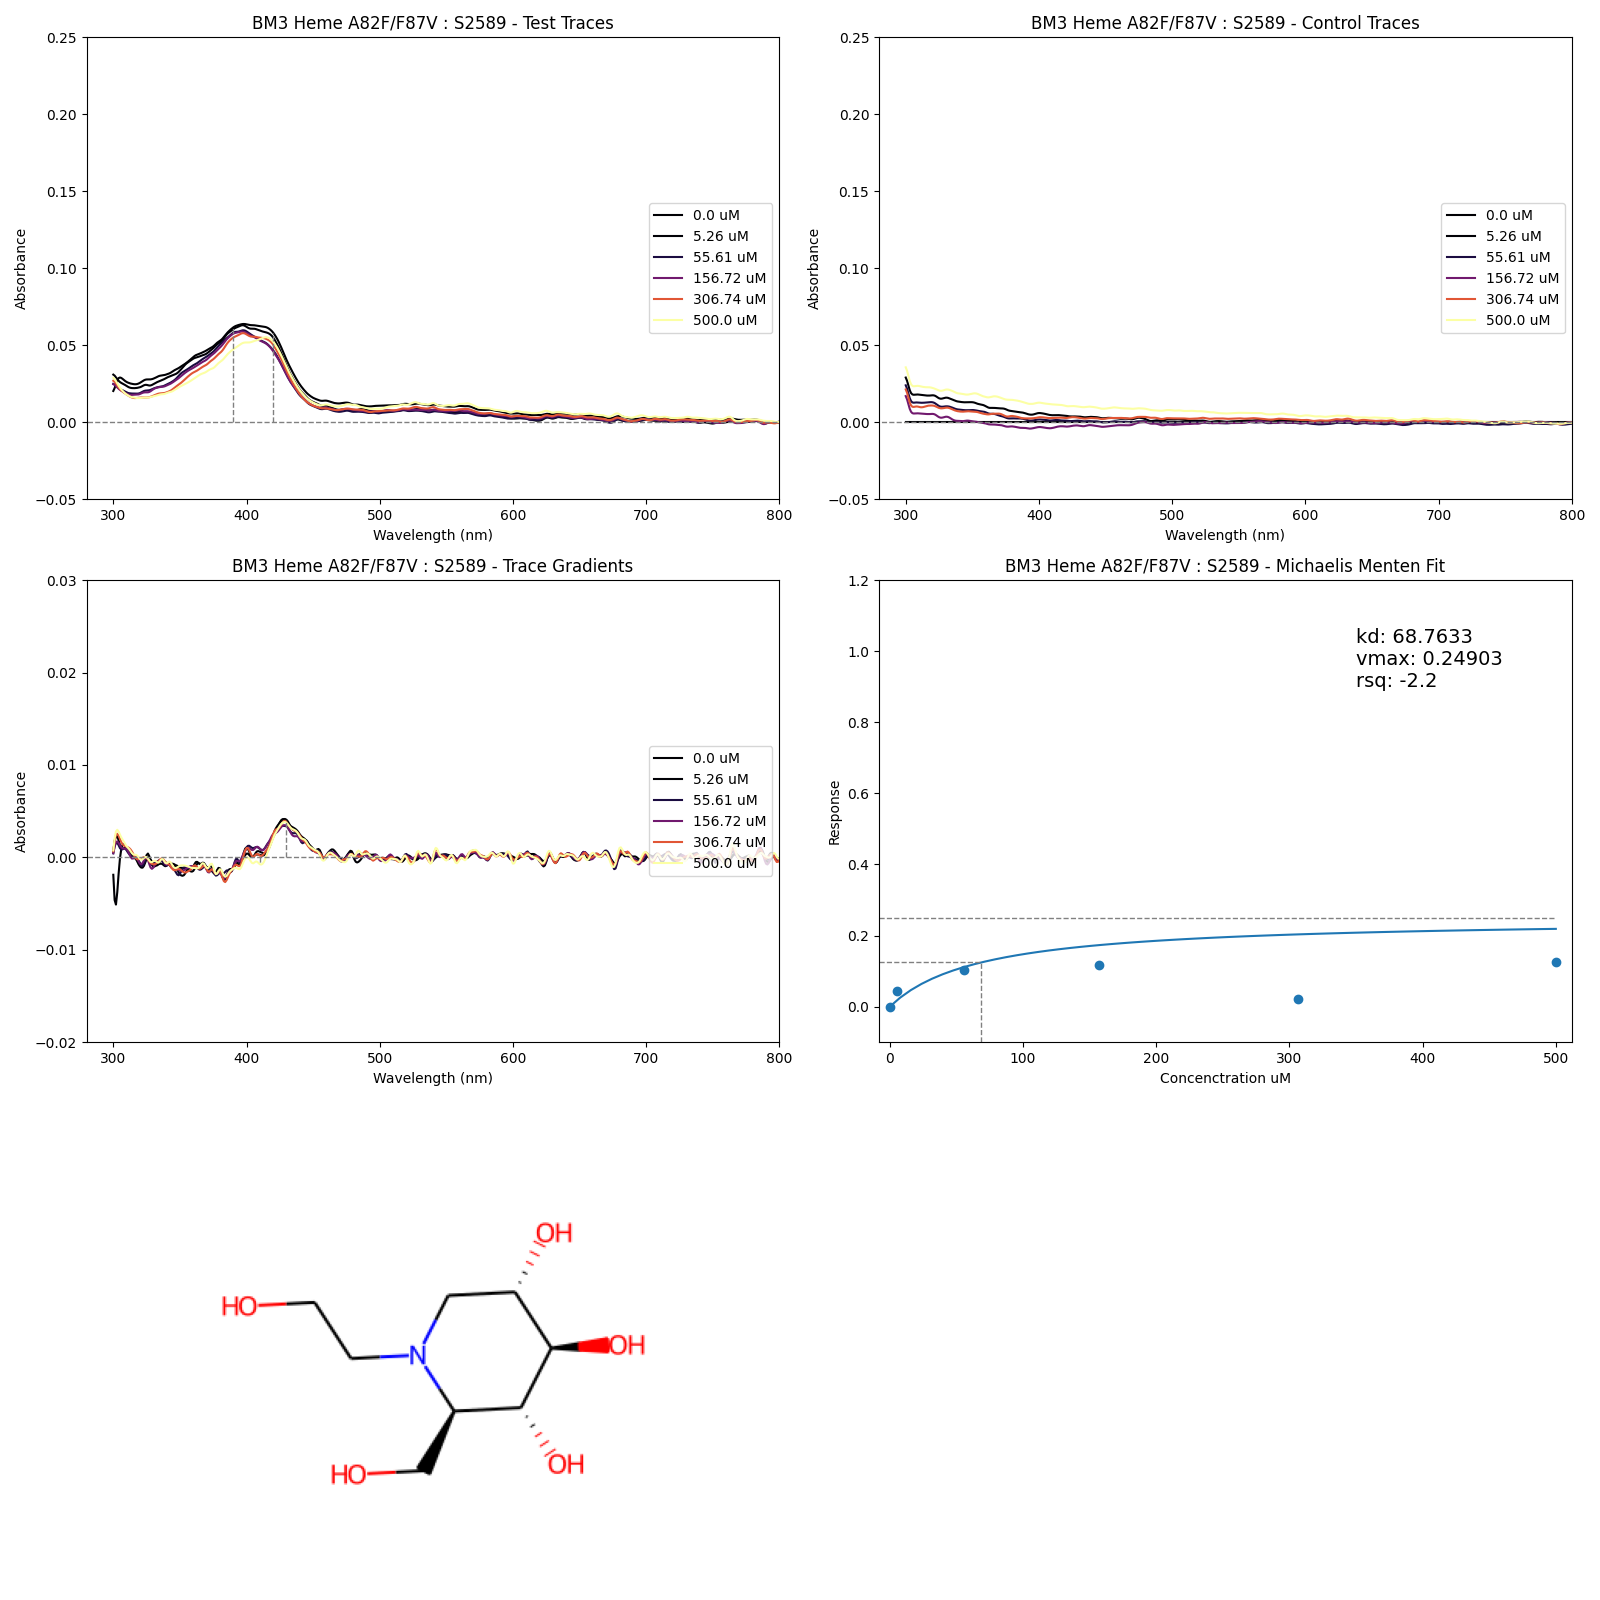 BM3 Heme A82F/F87V : S2589 - Test Traces
0.25
0.20
0.15
0.10
0.05
0.00
−0.05
Absorbance
300
400
500
600
700
800
Wavelength (nm)
0.0 uM
5.26 uM
55.61 uM
156.72 uM
306.74 uM
500.0 uM
BM3 Heme A82F/F87V : S2589 - Control Traces
0.25
0.20
0.15
0.10
0.05
0.00
−0.05
Absorbance
300
400
500
600
700
800
Wavelength (nm)
0.0 uM
5.26 uM
55.61 uM
156.72 uM
306.74 uM
500.0 uM
BM3 Heme A82F/F87V : S2589 - Trace Gradients
0.03
0.02
0.01
0.00
−0.01
−0.02
Absorbance
300
400
500
600
700
800
Wavelength (nm)
0.0 uM
5.26 uM
55.61 uM
156.72 uM
306.74 uM
500.0 uM
BM3 Heme A82F/F87V : S2589 - Michaelis Menten Fit
1.2
1.0
0.8
0.6
0.4
0.2
0.0
Response
0
100
200
300
400
500
Concenctration uM
kd: 68.7633
vmax: 0.24903
rsq: -2.2
OH
HO
OH
N
OH
HO